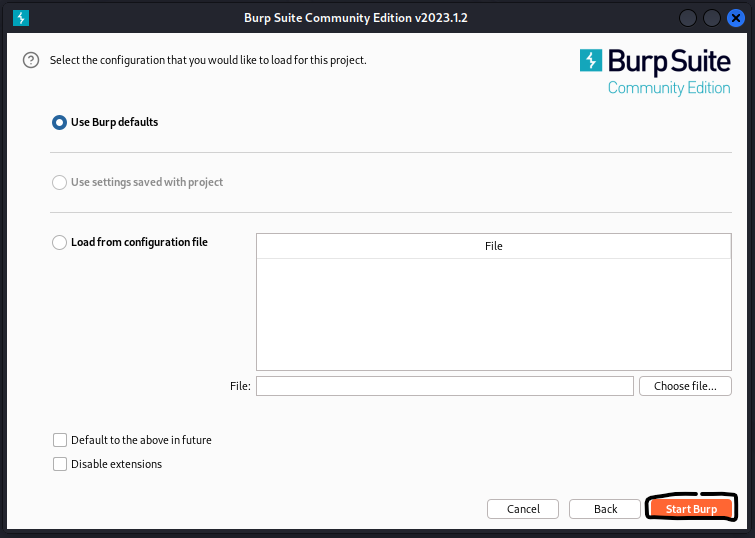 Burp Suite Community Edition v2023.1.2
Select the configuration that you would like to load for this project.
Burp Suite
Community Edition
Use Burp defaults
Use settings saved with project
Load from configuration file
File
File:
Choose file...
Default to the above in future
Disable extensions
Cancel
Back
Start Burp